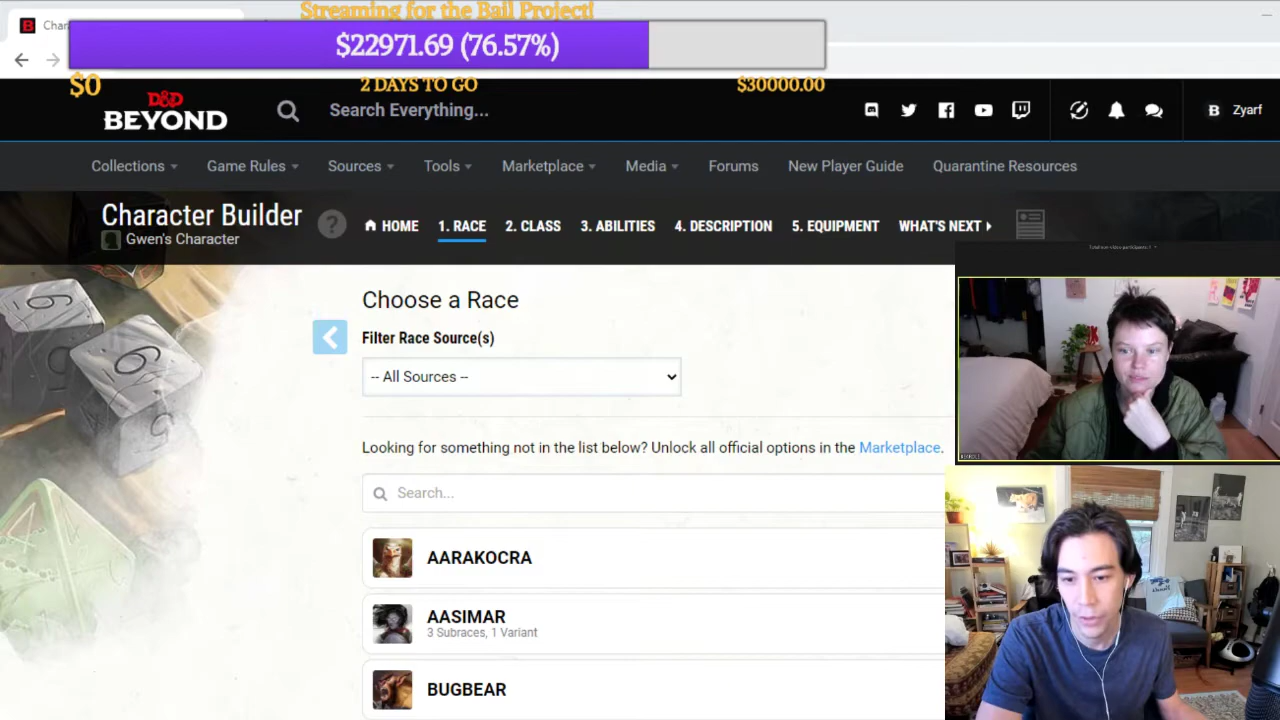 Streaming for the Bail Project!
$22971.69 (76.57%)
$0
2 DAYS TO GO
$30000.00
D&D
BEYOND
Search Everything...
B Zyarf
Collections
Game Rules
Sources
Tools
Marketplace
Media
Forums
New Player Guide
Quarantine Resources
Character Builder
Gwen's Character
?
HOME
1. RACE
2. CLASS
3. ABILITIES
4. DESCRIPTION
5. EQUIPMENT
WHAT'S NEXT
Choose a Race
Filter Race Source(s)
-- All Sources --
Looking for something not in the list below? Unlock all official options in the Marketplace.
Search...
AARAKOCRA
AASIMAR
3 Subraces, 1 Variant
BUGBEAR